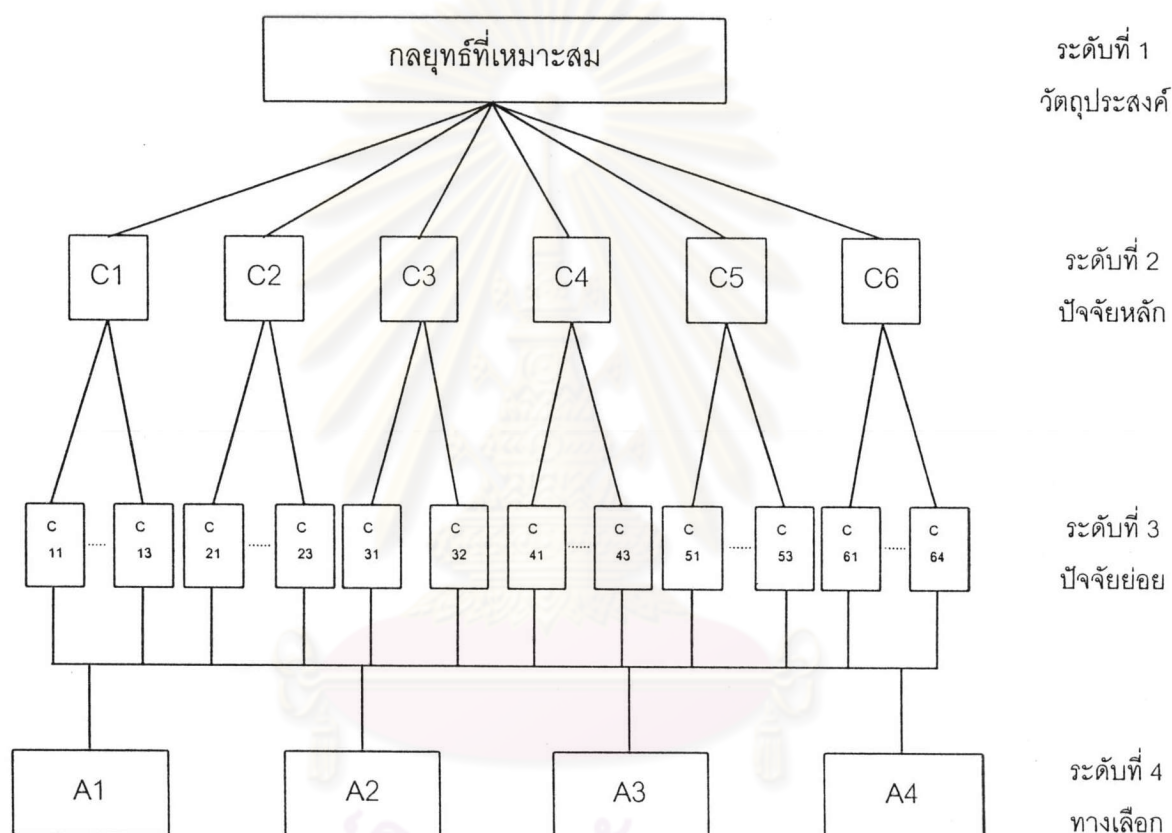 กลยุทธ์ที่เหมาะสม
ระดับที่ 1
วัตถุประสงค์
C1 C2 C3 C4 C5 C6
ระดับที่ 2
ปัจจัยหลัก
C C C C C C C C C C C C
11 ..... 13 21 ..... 23 31 32 41 ..... 43 51 ..... 53 61 ..... 64
ระดับที่ 3
ปัจจัยย่อย
A1 A2 A3 A4
ระดับที่ 4
ทางเลือก